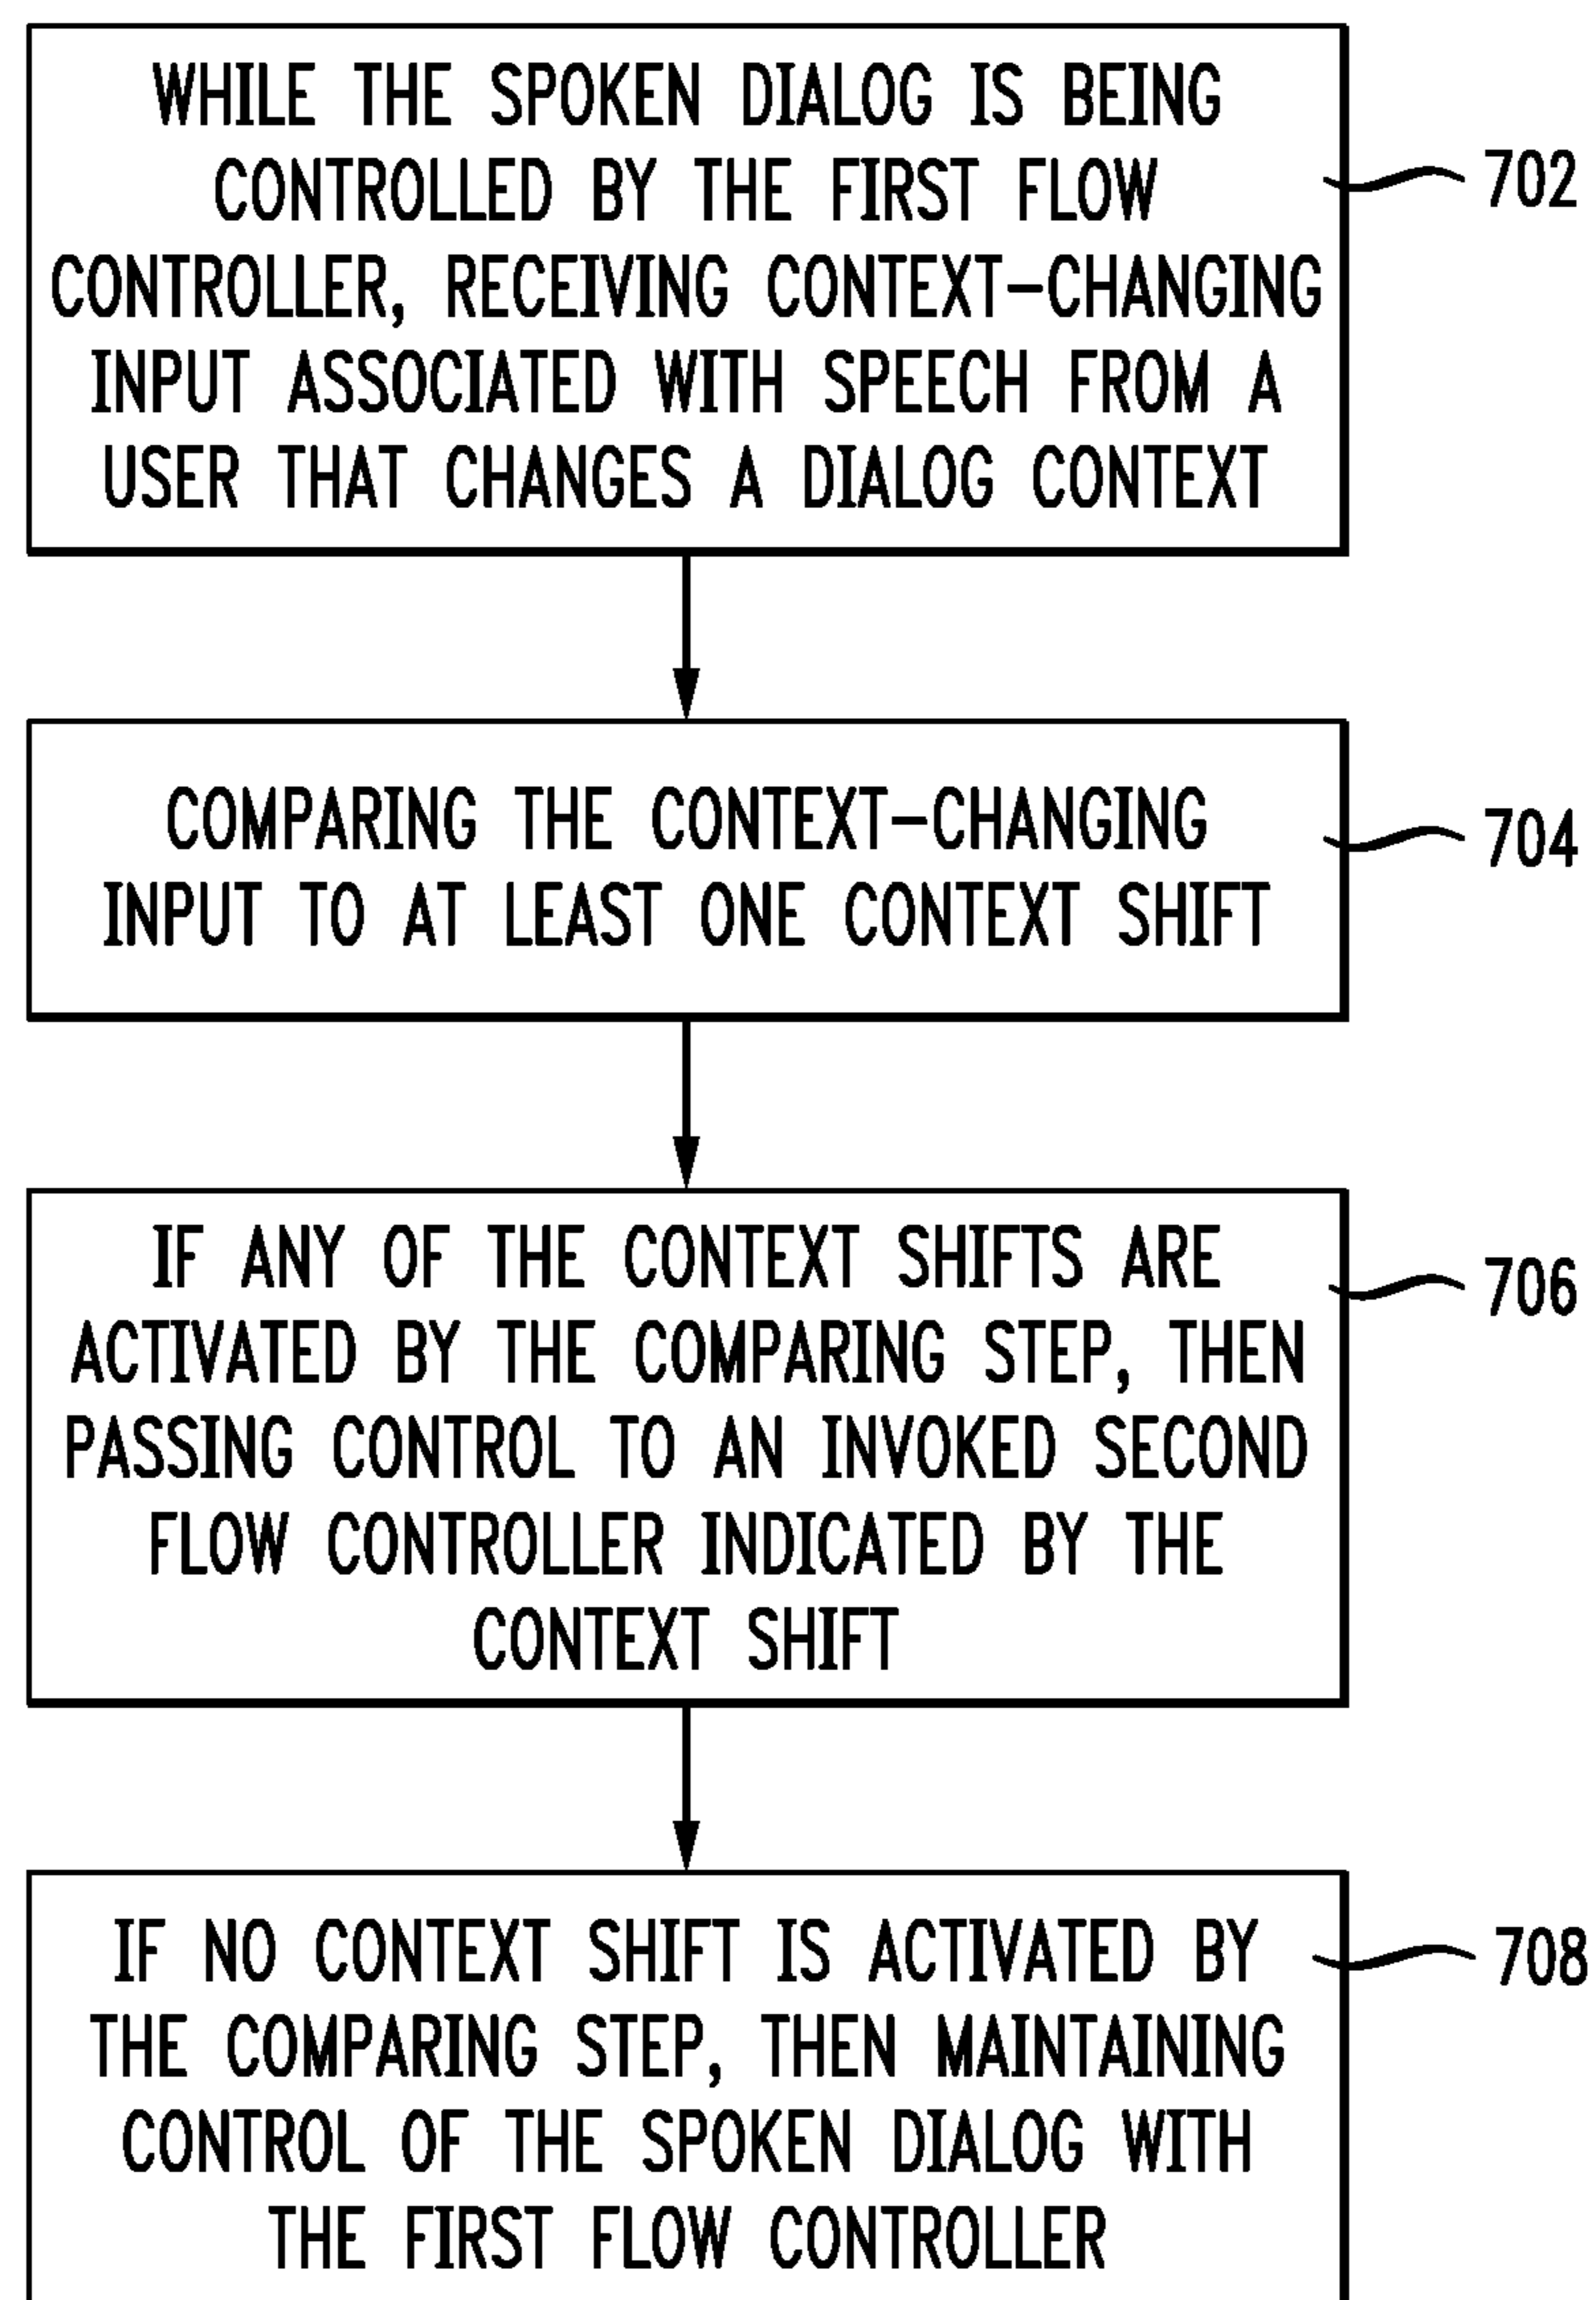 WHILE THE SPOKEN DIALOG IS BEING
CONTROLLED BY THE FIRST FLOW
CONTROLLER, RECEIVING CONTEXT-CHANGING
INPUT ASSOCIATED WITH SPEECH FROM A
USER THAT CHANGES A DIALOG CONTEXT
702
COMPARING THE CONTEXT-CHANGING
INPUT TO AT LEAST ONE CONTEXT SHIFT
704
IF ANY OF THE CONTEXT SHIFTS ARE
ACTIVATED BY THE COMPARING STEP, THEN
PASSING CONTROL TO AN INVOKED SECOND
FLOW CONTROLLER INDICATED BY THE
CONTEXT SHIFT
706
IF NO CONTEXT SHIFT IS ACTIVATED BY
THE COMPARING STEP, THEN MAINTAINING
CONTROL OF THE SPOKEN DIALOG WITH
THE FIRST FLOW CONTROLLER
708